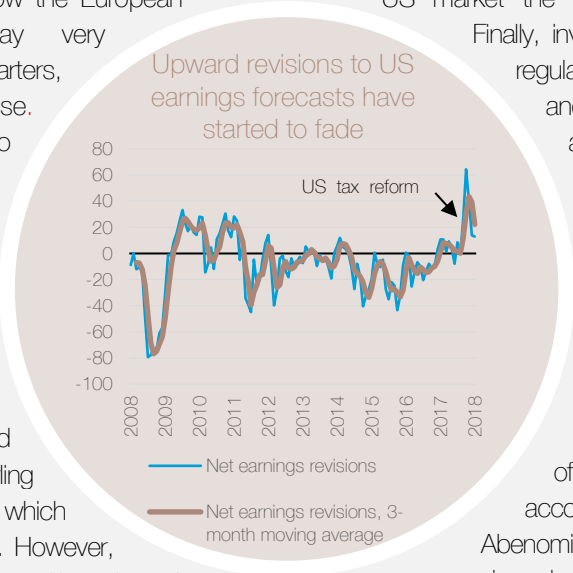 ow the European
ay very
arters,
se.
o
US market the
Finally, inv
regula
and
a
Upward revisions to US
earnings forecasts have
started to fade
80
60
40
20
0
-20
-40
-60
-80
-100
US tax reform
2008
2009
2010
2011
2012
2013
2014
2015
2016
2017
2018
Net earnings revisions
Net earnings revisions, 3-
month moving average
d
ling
which
. However,
of
acco
Abenomi